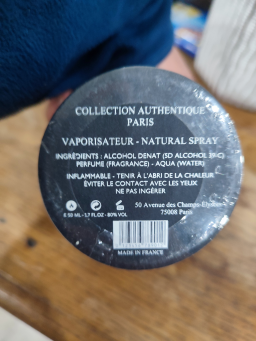 COLLECTION AUTHENTIQUE
PARIS
VAPORISATEUR - NATURAL SPRAY
INGRÉDIENTS : ALCOHOL DENAT (SD ALCOHOL 39-C)
PERFUME (FRAGRANCE) - AQUA (WATER)
INFLAMMABLE - TENIR À L'ABRI DE LA CHALEUR
ÉVITER LE CONTACT AVEC LES YEUX
NE PAS INGÉRER
50 Avenue des Champs-Elysées
75008 Paris
E 50 ML - 1,7 FL.OZ - 80% VOL
MADE IN FRANCE